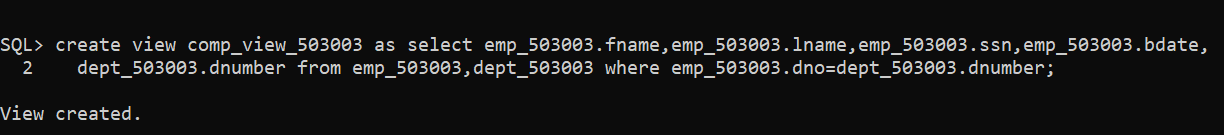 SQL> create view comp_view_503003 as select emp_503003.fname,emp_503003.lname,emp_503003.ssn,emp_503003.bdate,
  2    dept_503003.dnumber from emp_503003,dept_503003 where emp_503003.dno=dept_503003.dnumber;
View created.